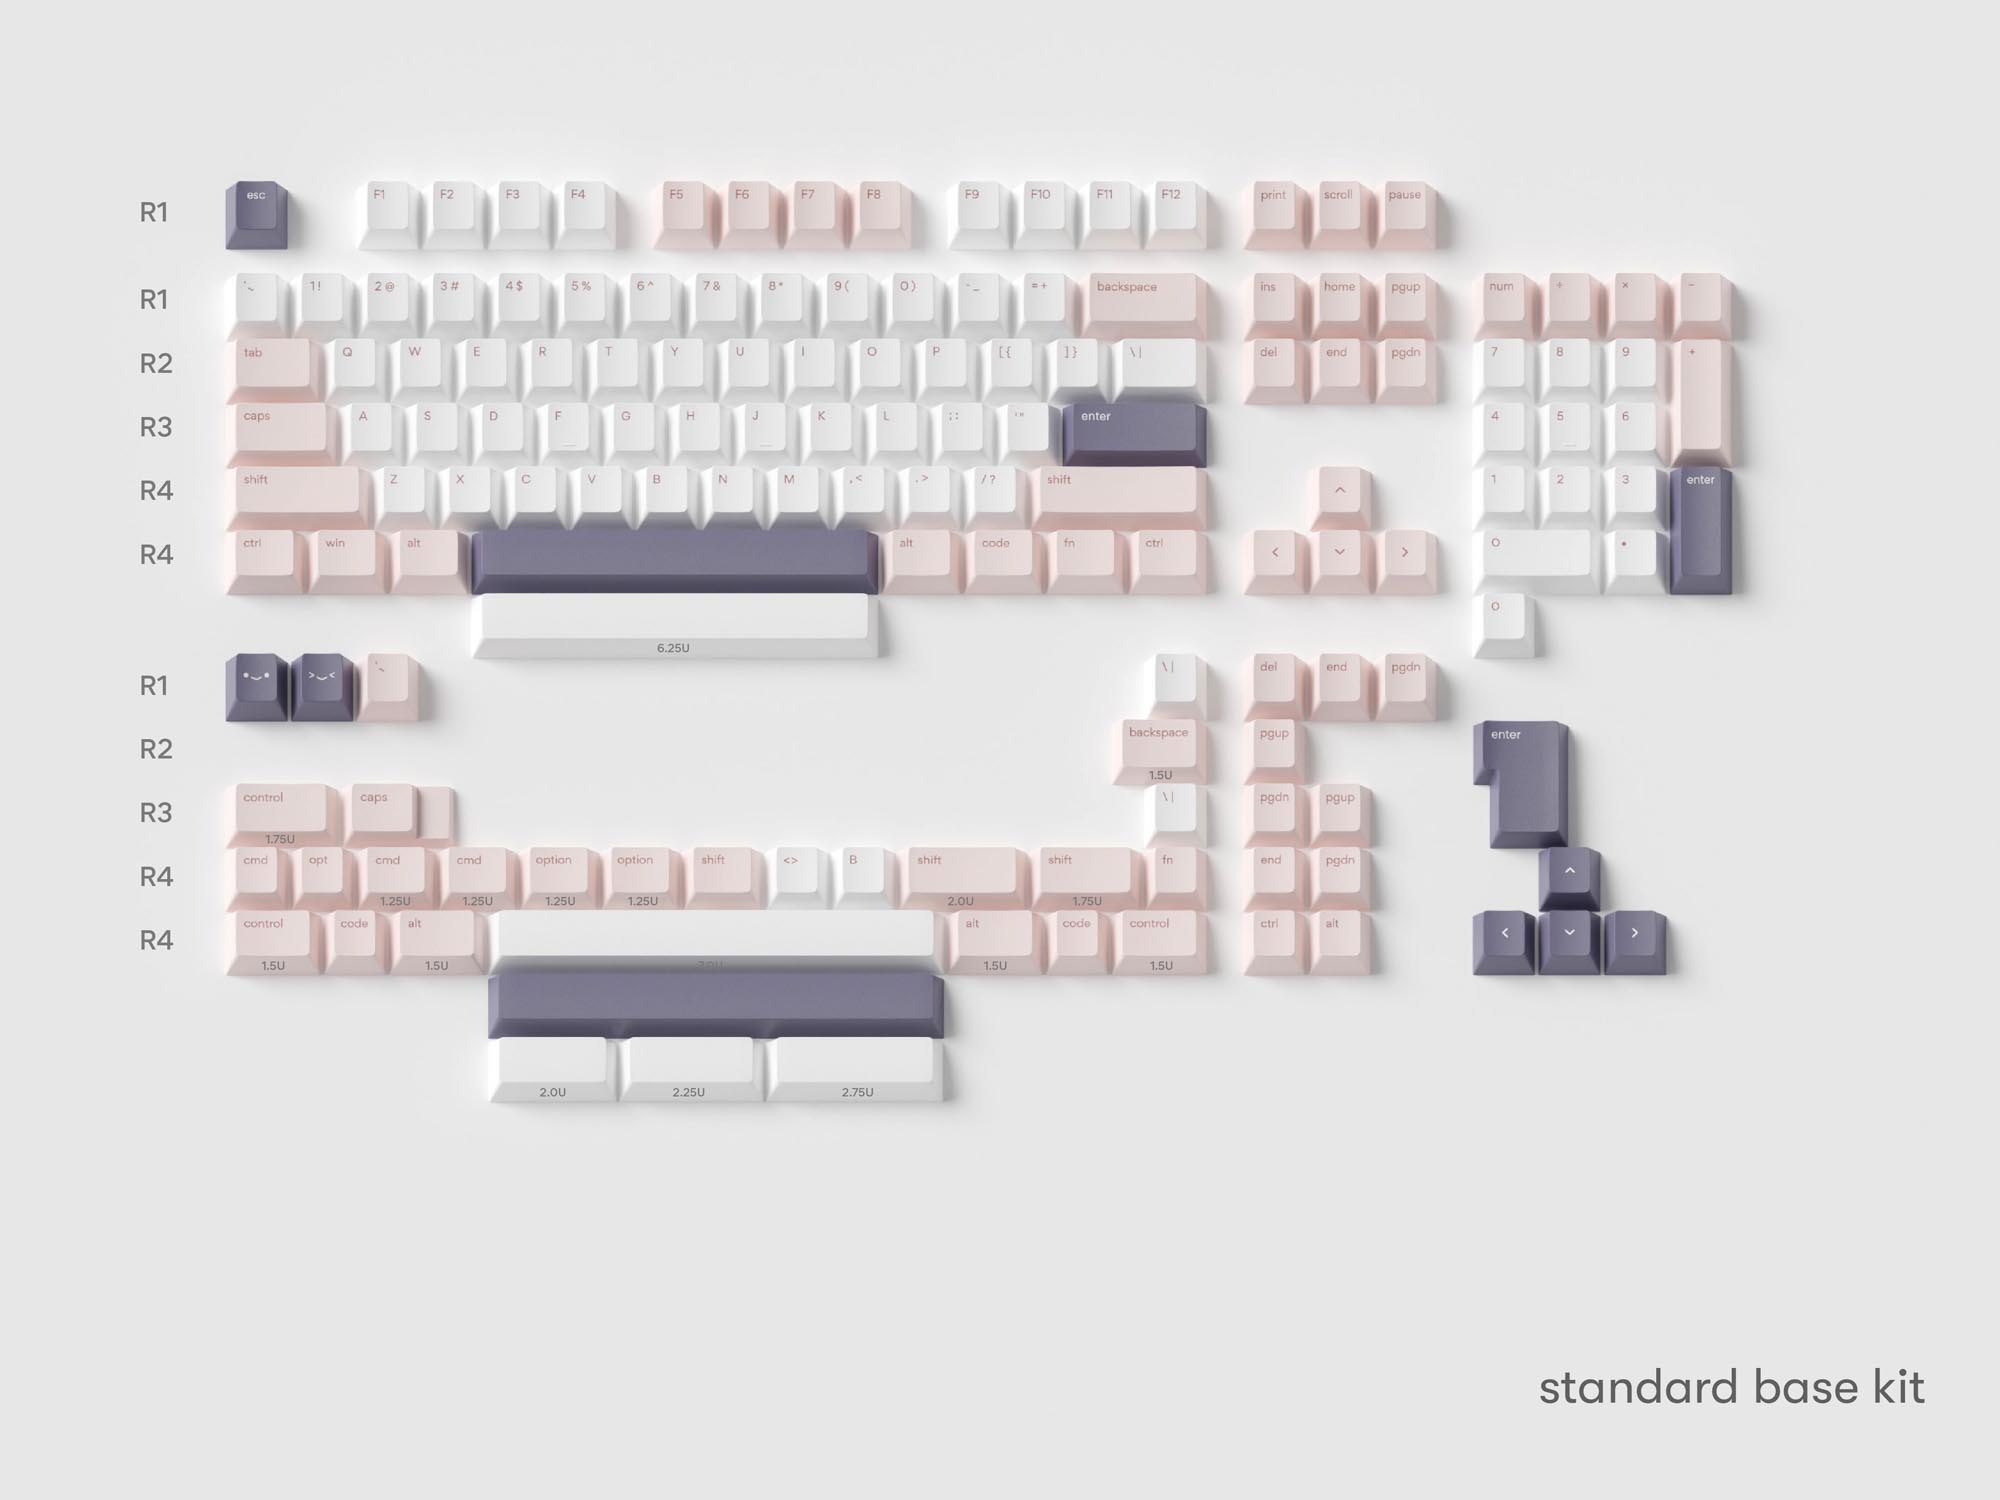 R1 esc F1 F2 F3 F4 F5 F6 F7 F8 F9 F10 F11 F12 print scroll pause
R1 `~ 1! 2@ 3# 4$ 5% 6^ 7& 8* 9( 0) -_ =+ backspace ins home pgup num ÷ × −
R2 tab Q W E R T Y U I O P [{ ]} \| del end pgdn 7 8 9 +
R3 caps A S D F G H J K L ;: '" enter 4 5 6
R4 shift Z X C V B N M ,< .> /? shift ^ 1 2 3 enter
R4 ctrl win alt alt code fn ctrl < ⌄ > 0 •
6.25U 0
R1 •‿• >‿< `~ \| del end pgdn
R2 backspace 1.5U pgup enter
R3 control 1.75U caps \| pgdn pgup
R4 cmd opt cmd cmd option option shift <> B shift shift fn end pgdn ^
1.25U 1.25U 1.25U 1.25U 2.0U 1.75U
R4 control code alt alt code control ctrl alt < ⌄ >
1.5U 1.5U 7.0U 1.5U 1.5U
2.0U 2.25U 2.75U
standard base kit